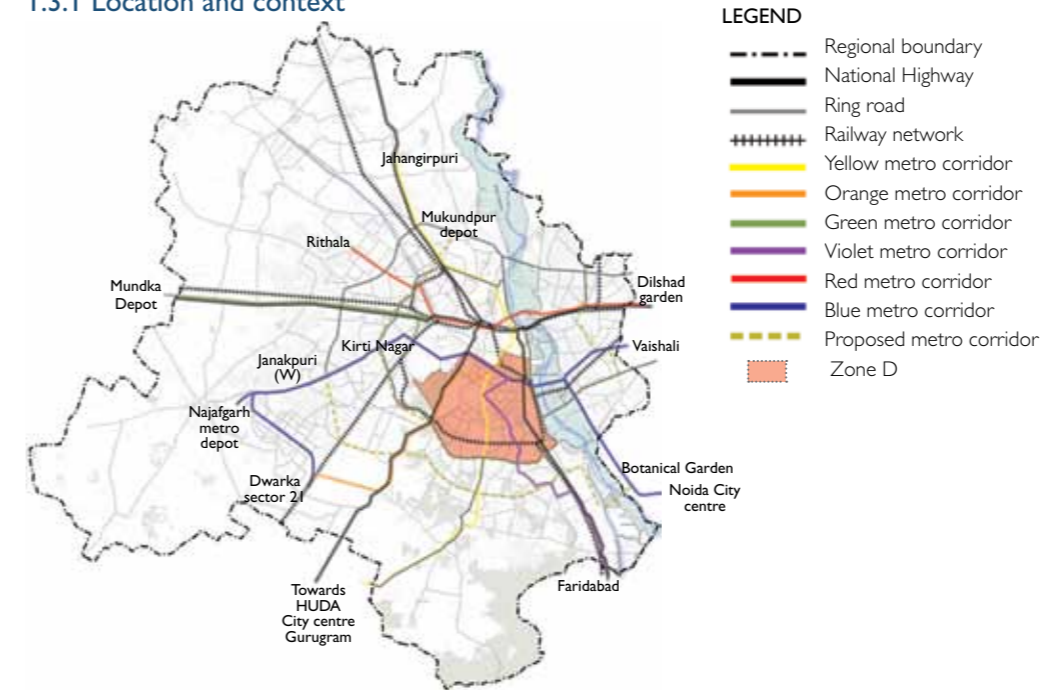 1.3.1 Location and context
LEGEND
Regional boundary
National Highway
Ring road
Railway network
Yellow metro corridor
Orange metro corridor
Green metro corridor
Violet metro corridor
Red metro corridor
Blue metro corridor
Proposed metro corridor
Zone D
Jahangirpuri
Mukundpur
depot
Rithala
Mundka
Depot
Dilshad
garden
Kirti Nagar
Vaishali
Janakpuri
(W)
Najafgarh
metro
depot
Dwarka
sector 21
Botanical Garden
Noida City
centre
Faridabad
Towards
HUDA
City centre
Gurugram